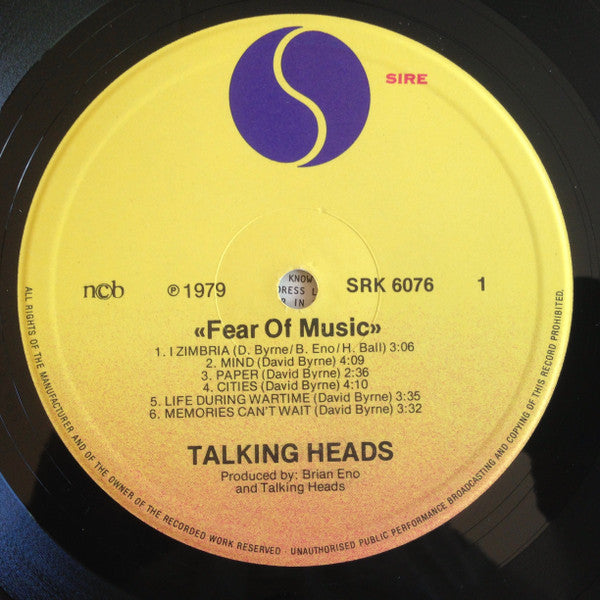 SIRE
ncb
℗ 1979
KNOW
IN
SRK 6076
1
«Fear Of Music»
1. I ZIMBRIA (D. Byrne/B. Eno/H. Ball) 3:06
2. MIND (David Byrne) 4:09
3. PAPER (David Byrne) 2:36
4. CITIES (David Byrne) 4:10
5. LIFE DURING WARTIME (David Byrne) 3:35
6. MEMORIES CAN'T WAIT (David Byrne) 3:32
TALKING HEADS
Produced by: Brian Eno
and Talking Heads
ALL RIGHTS OF THE MANUFACTURER AND OF THE OWNER OF THE RECORDED WORK RESERVED · UNAUTHORISED PUBLIC PERFORMANCE BROADCASTING AND COPYING OF THIS RECORD PROHIBITED.